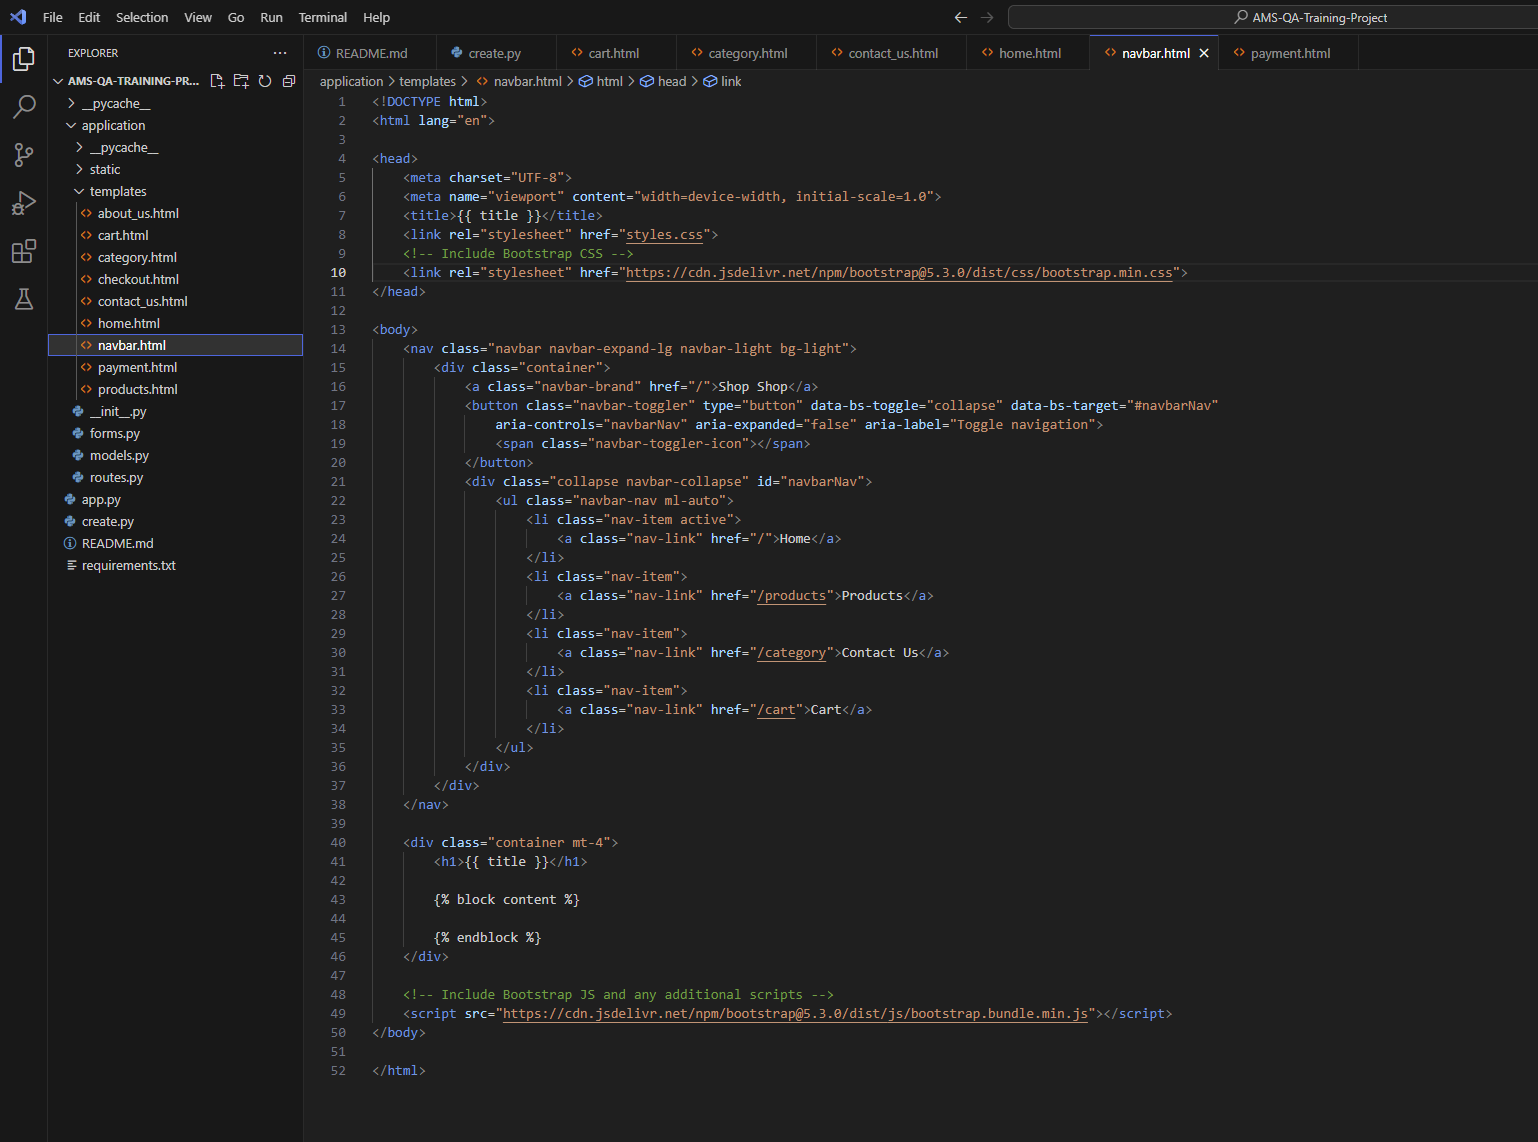 File Edit Selection View Go Run Terminal Help
AMS-QA-Training-Project
EXPLORER
AMS-QA-TRAINING-PR...
__pycache__
application
__pycache__
static
templates
about_us.html
cart.html
category.html
checkout.html
contact_us.html
home.html
navbar.html
payment.html
products.html
__init__.py
forms.py
models.py
routes.py
app.py
create.py
README.md
requirements.txt
README.md create.py cart.html category.html contact_us.html home.html navbar.html payment.html
application > templates > navbar.html > html > head > link
1 <!DOCTYPE html>
2 <html lang="en">
3
4 <head>
5     <meta charset="UTF-8">
6     <meta name="viewport" content="width=device-width, initial-scale=1.0">
7     <title>{{ title }}</title>
8     <link rel="stylesheet" href="styles.css">
9     <!-- Include Bootstrap CSS -->
10     <link rel="stylesheet" href="https://cdn.jsdelivr.net/npm/bootstrap@5.3.0/dist/css/bootstrap.min.css">
11 </head>
12
13 <body>
14     <nav class="navbar navbar-expand-lg navbar-light bg-light">
15         <div class="container">
16             <a class="navbar-brand" href="/">Shop Shop</a>
17             <button class="navbar-toggler" type="button" data-bs-toggle="collapse" data-bs-target="#navbarNav"
18                 aria-controls="navbarNav" aria-expanded="false" aria-label="Toggle navigation">
19                 <span class="navbar-toggler-icon"></span>
20             </button>
21             <div class="collapse navbar-collapse" id="navbarNav">
22                 <ul class="navbar-nav ml-auto">
23                     <li class="nav-item active">
24                         <a class="nav-link" href="/">Home</a>
25                     </li>
26                     <li class="nav-item">
27                         <a class="nav-link" href="/products">Products</a>
28                     </li>
29                     <li class="nav-item">
30                         <a class="nav-link" href="/category">Contact Us</a>
31                     </li>
32                     <li class="nav-item">
33                         <a class="nav-link" href="/cart">Cart</a>
34                     </li>
35                 </ul>
36             </div>
37         </div>
38     </nav>
39
40     <div class="container mt-4">
41         <h1>{{ title }}</h1>
42
43         {% block content %}
44
45         {% endblock %}
46     </div>
47
48     <!-- Include Bootstrap JS and any additional scripts -->
49     <script src="https://cdn.jsdelivr.net/npm/bootstrap@5.3.0/dist/js/bootstrap.bundle.min.js"></script>
50 </body>
51
52 </html>